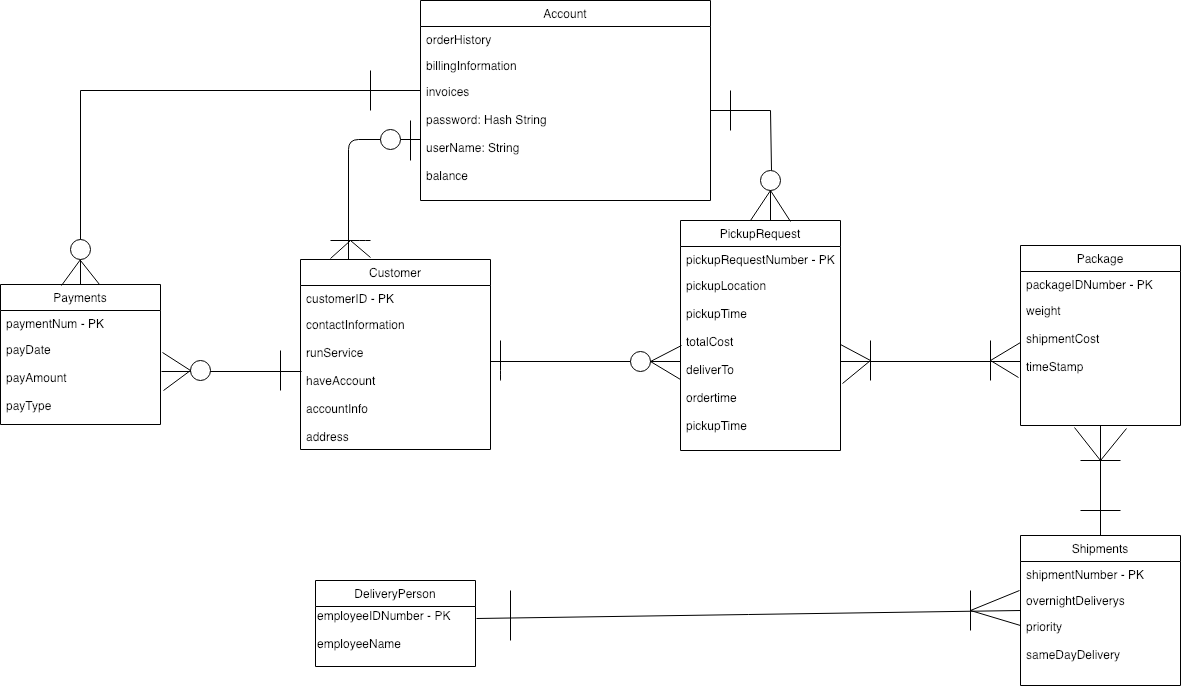 Account
orderHistory
billingInformation
invoices
password: Hash String
userName: String
balance
PickupRequest
pickupRequestNumber - PK
pickupLocation
pickupTime
totalCost
deliverTo
ordertime
pickupTime
Package
packageIDNumber - PK
weight
shipmentCost
timeStamp
Customer
customerID - PK
contactInformation
runService
haveAccount
accountInfo
address
Payments
paymentNum - PK
payDate
payAmount
payType
Shipments
shipmentNumber - PK
overnightDeliverys
priority
sameDayDelivery
DeliveryPerson
employeeIDNumber - PK
employeeName